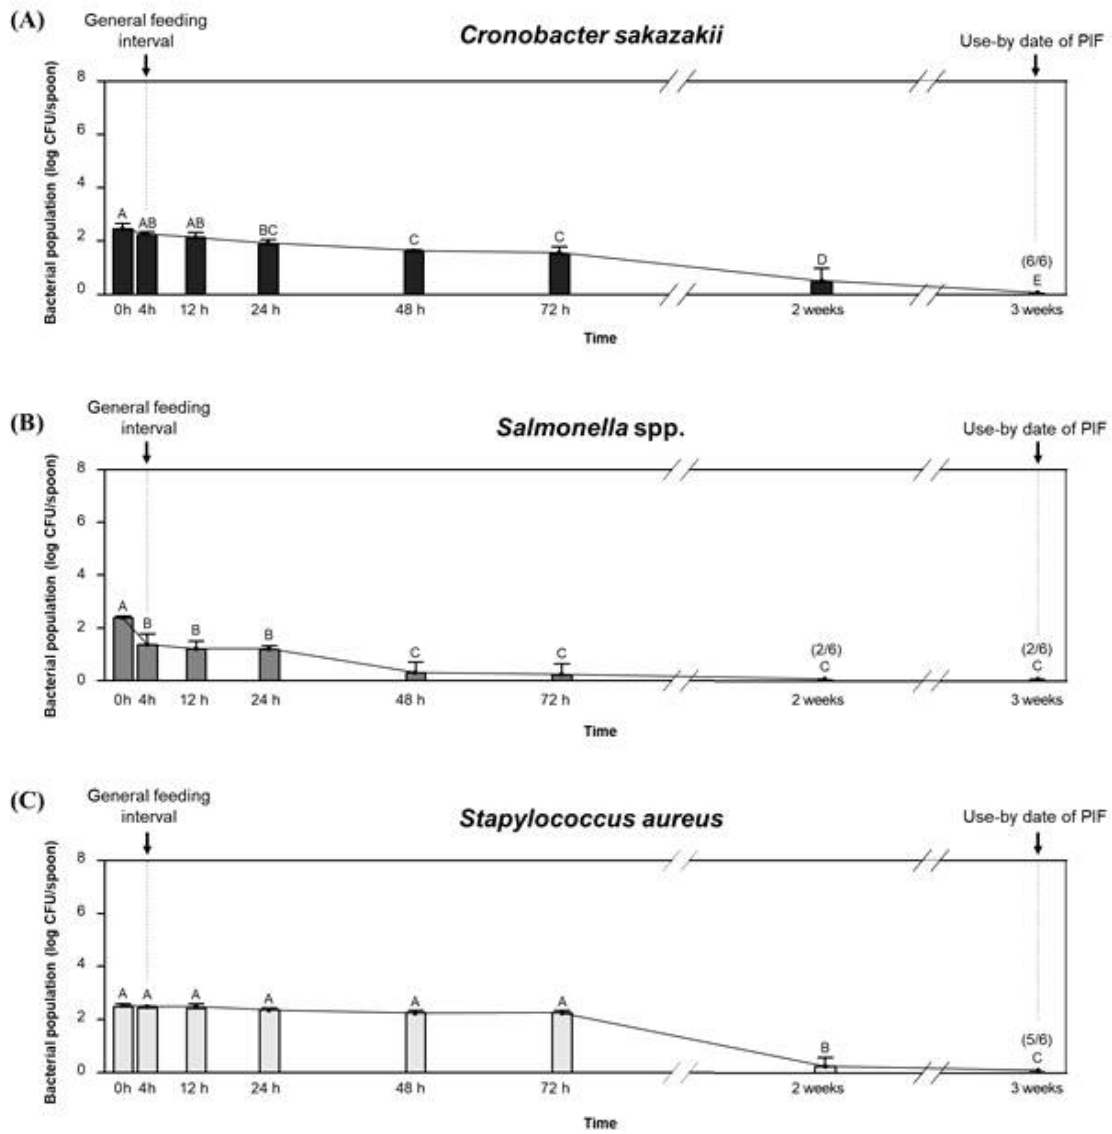 (A)
General feeding
interval
Cronobacter sakazakii
Use-by date of PIF
Bacterial population (log CFU/spoon)
8
6
4
2
0
A
AB
AB
BC
C
C
D
(6/6)
E
0h 4h 12 h 24 h 48 h 72 h 2 weeks 3 weeks
Time
(B)
General feeding
interval
Salmonella spp.
Use-by date of PIF
Bacterial population (log CFU/spoon)
8
6
4
2
0
A
B
B
B
C
C
(2/6)
C
(2/6)
C
0h 4h 12 h 24 h 48 h 72 h 2 weeks 3 weeks
Time
(C)
General feeding
interval
Stapylococcus aureus
Use-by date of PIF
Bacterial population (log CFU/spoon)
8
6
4
2
0
A
A
A
A
A
A
B
(5/6)
C
0h 4h 12 h 24 h 48 h 72 h 2 weeks 3 weeks
Time